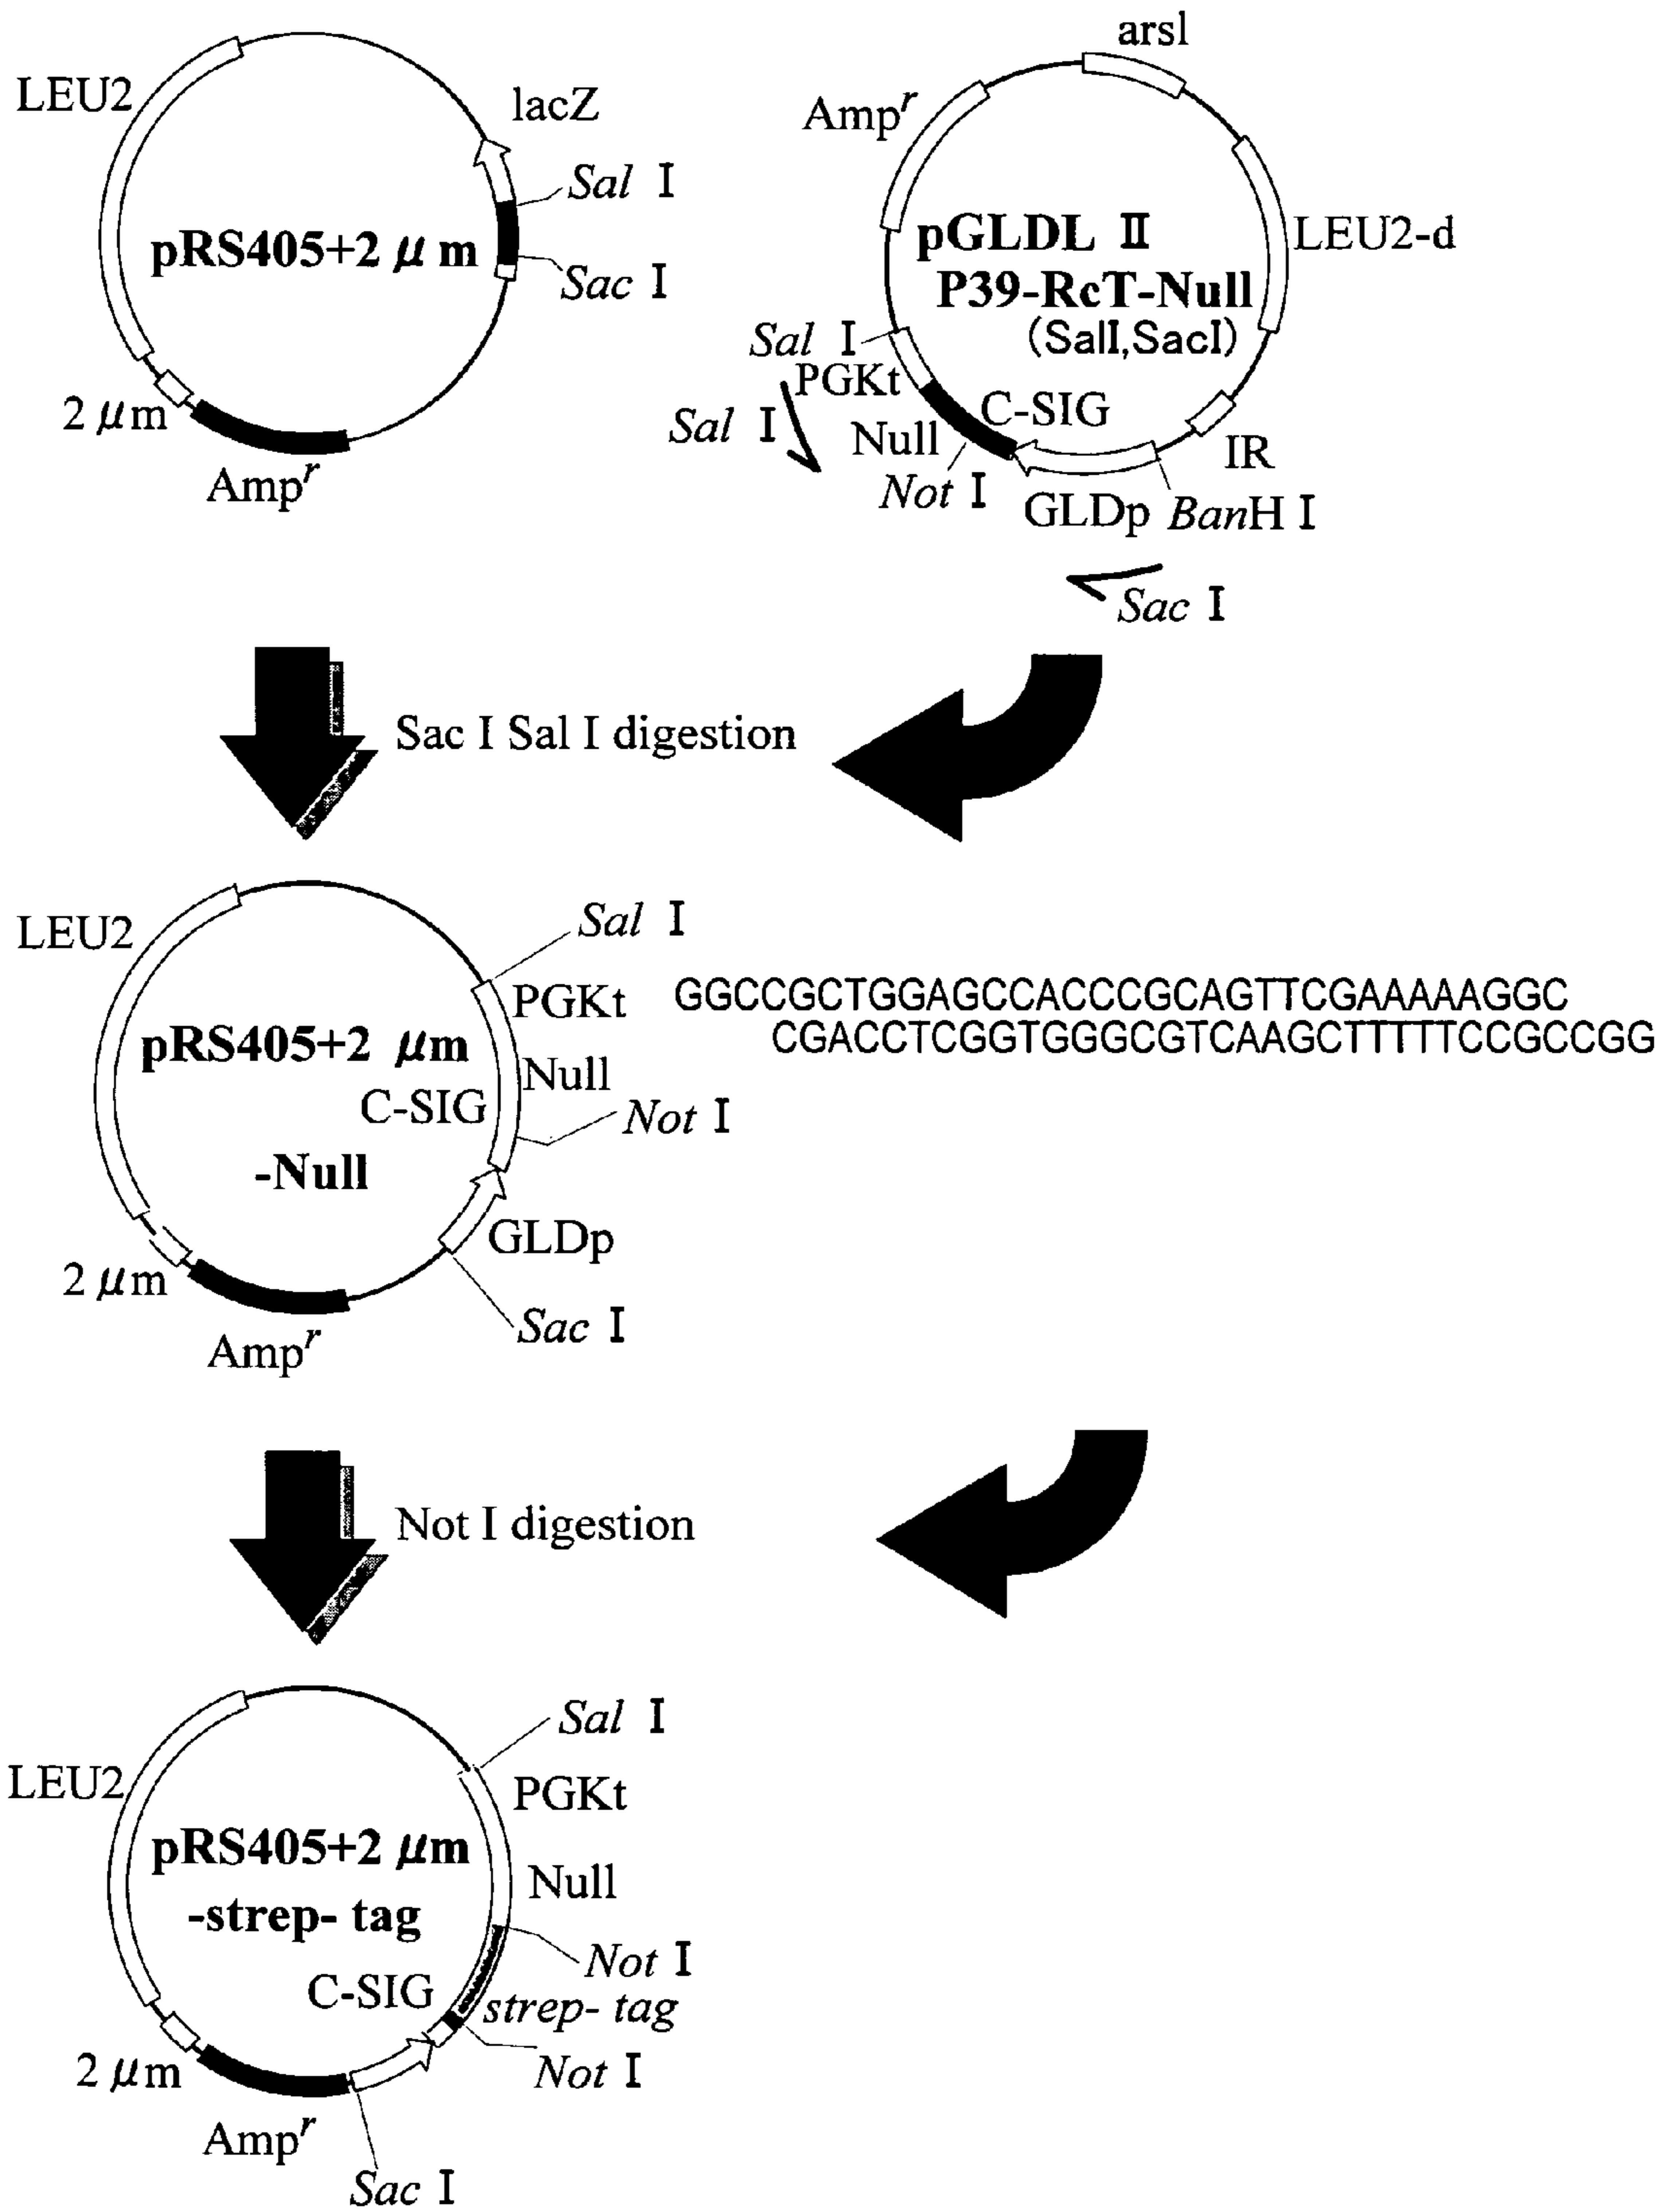 LEU2
lacZ
Sal I
pRS405+2 μm
Sac I
2 μm
Amp^r
arsl
Amp^r
pGLDL II
LEU2-d
P39-RcT-Null
(SalI,SacI)
Sal I
PGKt
C-SIG
Sal I
Null
IR
Not I
GLDp
BanH I
Sac I
Sac I Sal I digestion
LEU2
Sal I
PGKt
pRS405+2 μm
Null
C-SIG
Not I
-Null
GLDp
2 μm
Sac I
Amp^r
GGCCGCTGGAGCCACCCGCAGTTCGAAAAAGGC
CGACCTCGGTGGGCGTCAAGCTTTTTCCGCCGG
Not I digestion
Sal I
LEU2
PGKt
pRS405+2 μm
Null
-strep- tag
Not I
C-SIG
strep- tag
2 μm
Not I
Amp^r
Sac I